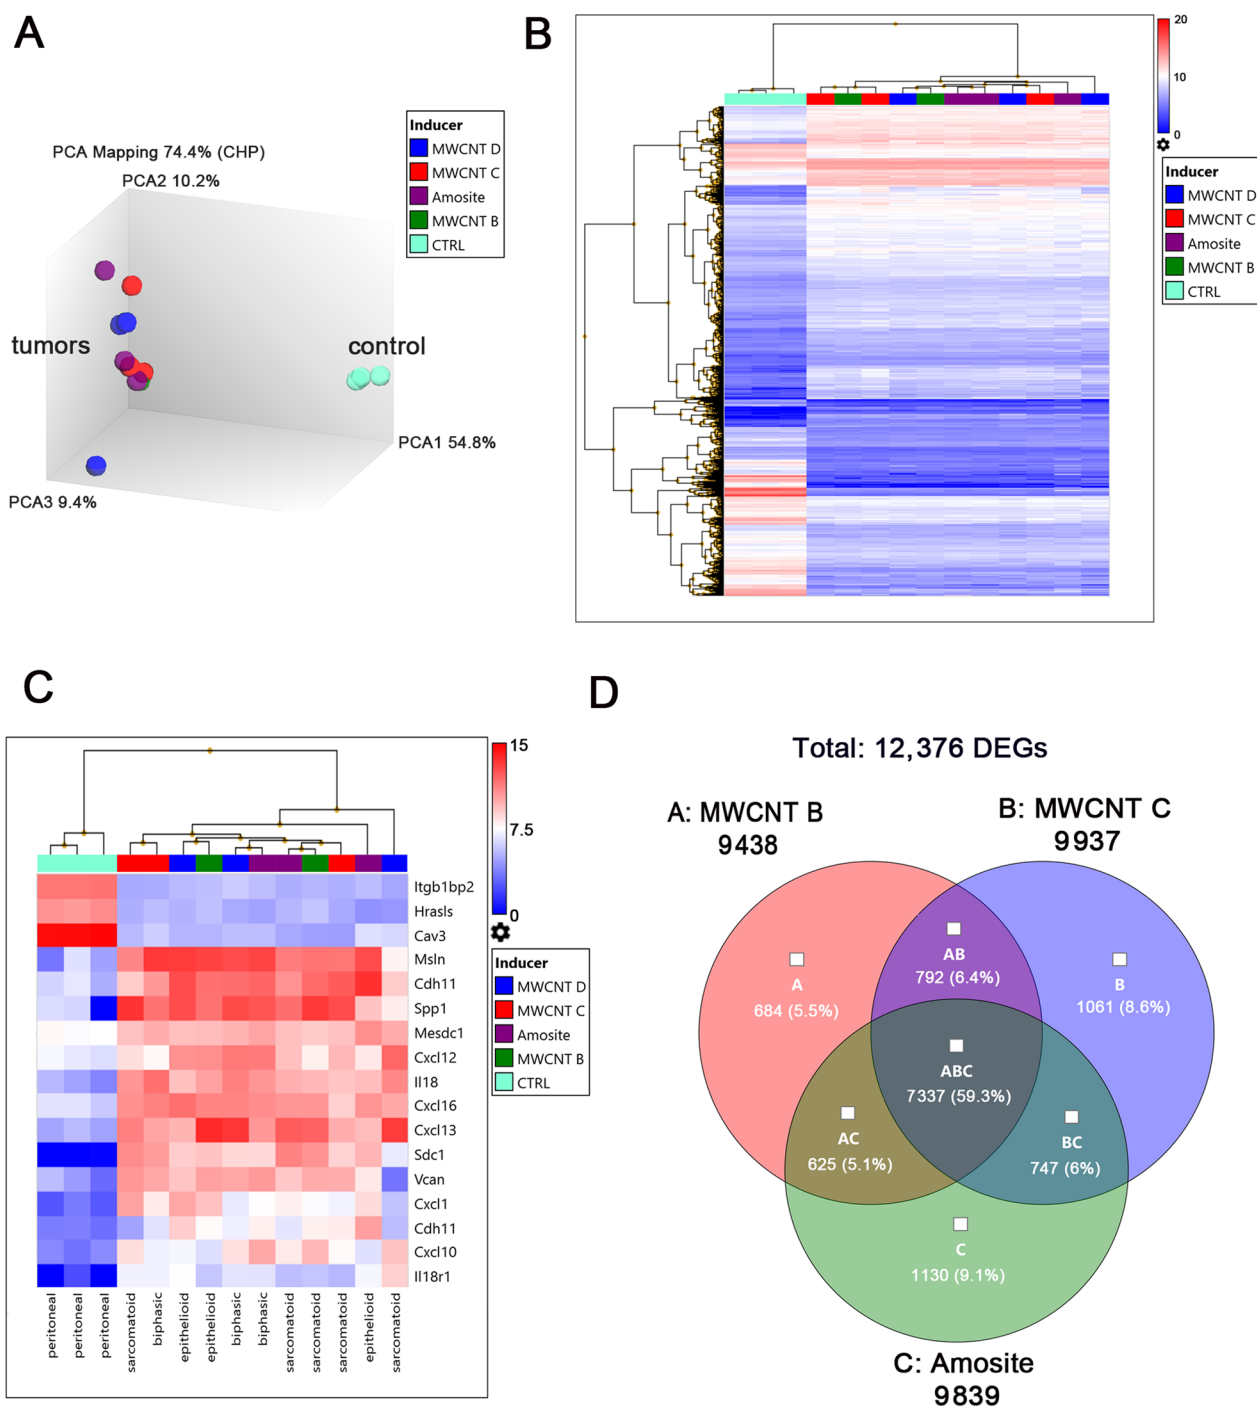 A
PCA Mapping 74.4% (CHP)
PCA2 10.2%
Inducer
MWCNT D
MWCNT C
Amosite
MWCNT B
CTRL
tumors
control
PCA1 54.8%
PCA3 9.4%
B
20
10
0
Inducer
MWCNT D
MWCNT C
Amosite
MWCNT B
CTRL
C
15
7.5
0
Itgb1bp2
Hrasls
Cav3
Msln
Cdh11
Spp1
Mesdc1
Cxcl12
Il18
Cxcl16
Cxcl13
Sdc1
Vcan
Cxcl1
Cdh11
Cxcl10
Il18r1
Inducer
MWCNT D
MWCNT C
Amosite
MWCNT B
CTRL
peritoneal
peritoneal
peritoneal
sarcomatoid
biphasic
epithelioid
epithelioid
biphasic
biphasic
sarcomatoid
sarcomatoid
sarcomatoid
epithelioid
sarcomatoid
D
Total: 12,376 DEGs
A: MWCNT B
9438
B: MWCNT C
9937
AB
792 (6.4%)
A
684 (5.5%)
B
1061 (8.6%)
ABC
7337 (59.3%)
AC
625 (5.1%)
BC
747 (6%)
C
1130 (9.1%)
C: Amosite
9839